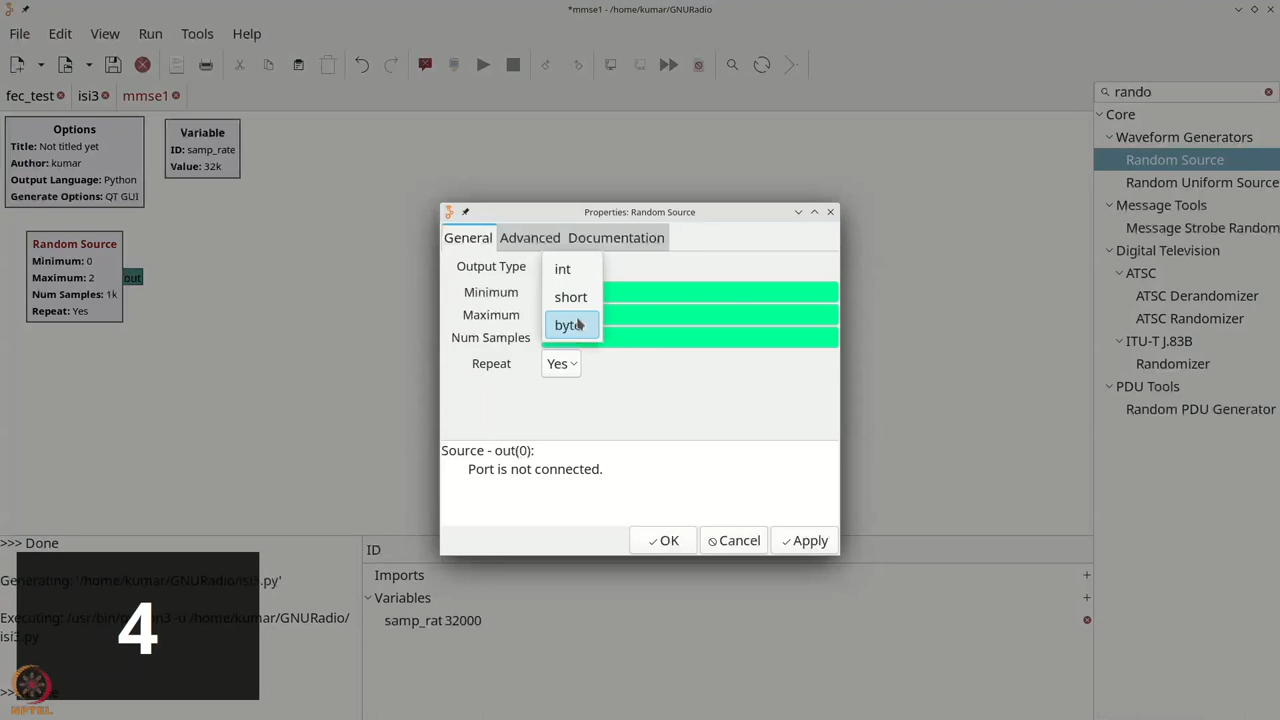 *mmse1 - /home/kumar/GNURadio
File Edit View Run Tools Help
fec_test isi3 mmse1
rando
Options
Title: Not titled yet
Author: kumar
Output Language: Python
Generate Options: QT GUI
Variable
ID: samp_rate
Value: 32k
Random Source
Minimum: 0
Maximum: 2
Num Samples: 1k
Repeat: Yes
out
Properties: Random Source
General Advanced Documentation
Output Type
int
short
byte
Minimum
Maximum
Num Samples
Repeat Yes
Source - out(0):
Port is not connected.
OK Cancel Apply
Core
Waveform Generators
Random Source
Random Uniform Source
Message Tools
Message Strobe Random
Digital Television
ATSC
ATSC Derandomizer
ATSC Randomizer
ITU-T J.83B
Randomizer
PDU Tools
Random PDU Generator
>>> Done
Generating: '/home/kumar/GNURadio/isi3.py'
Executing: /usr/bin/python3 -u /home/kumar/GNURadio/
isi3.py
4
NPTEL
ID
Imports
Variables
samp_rat 32000